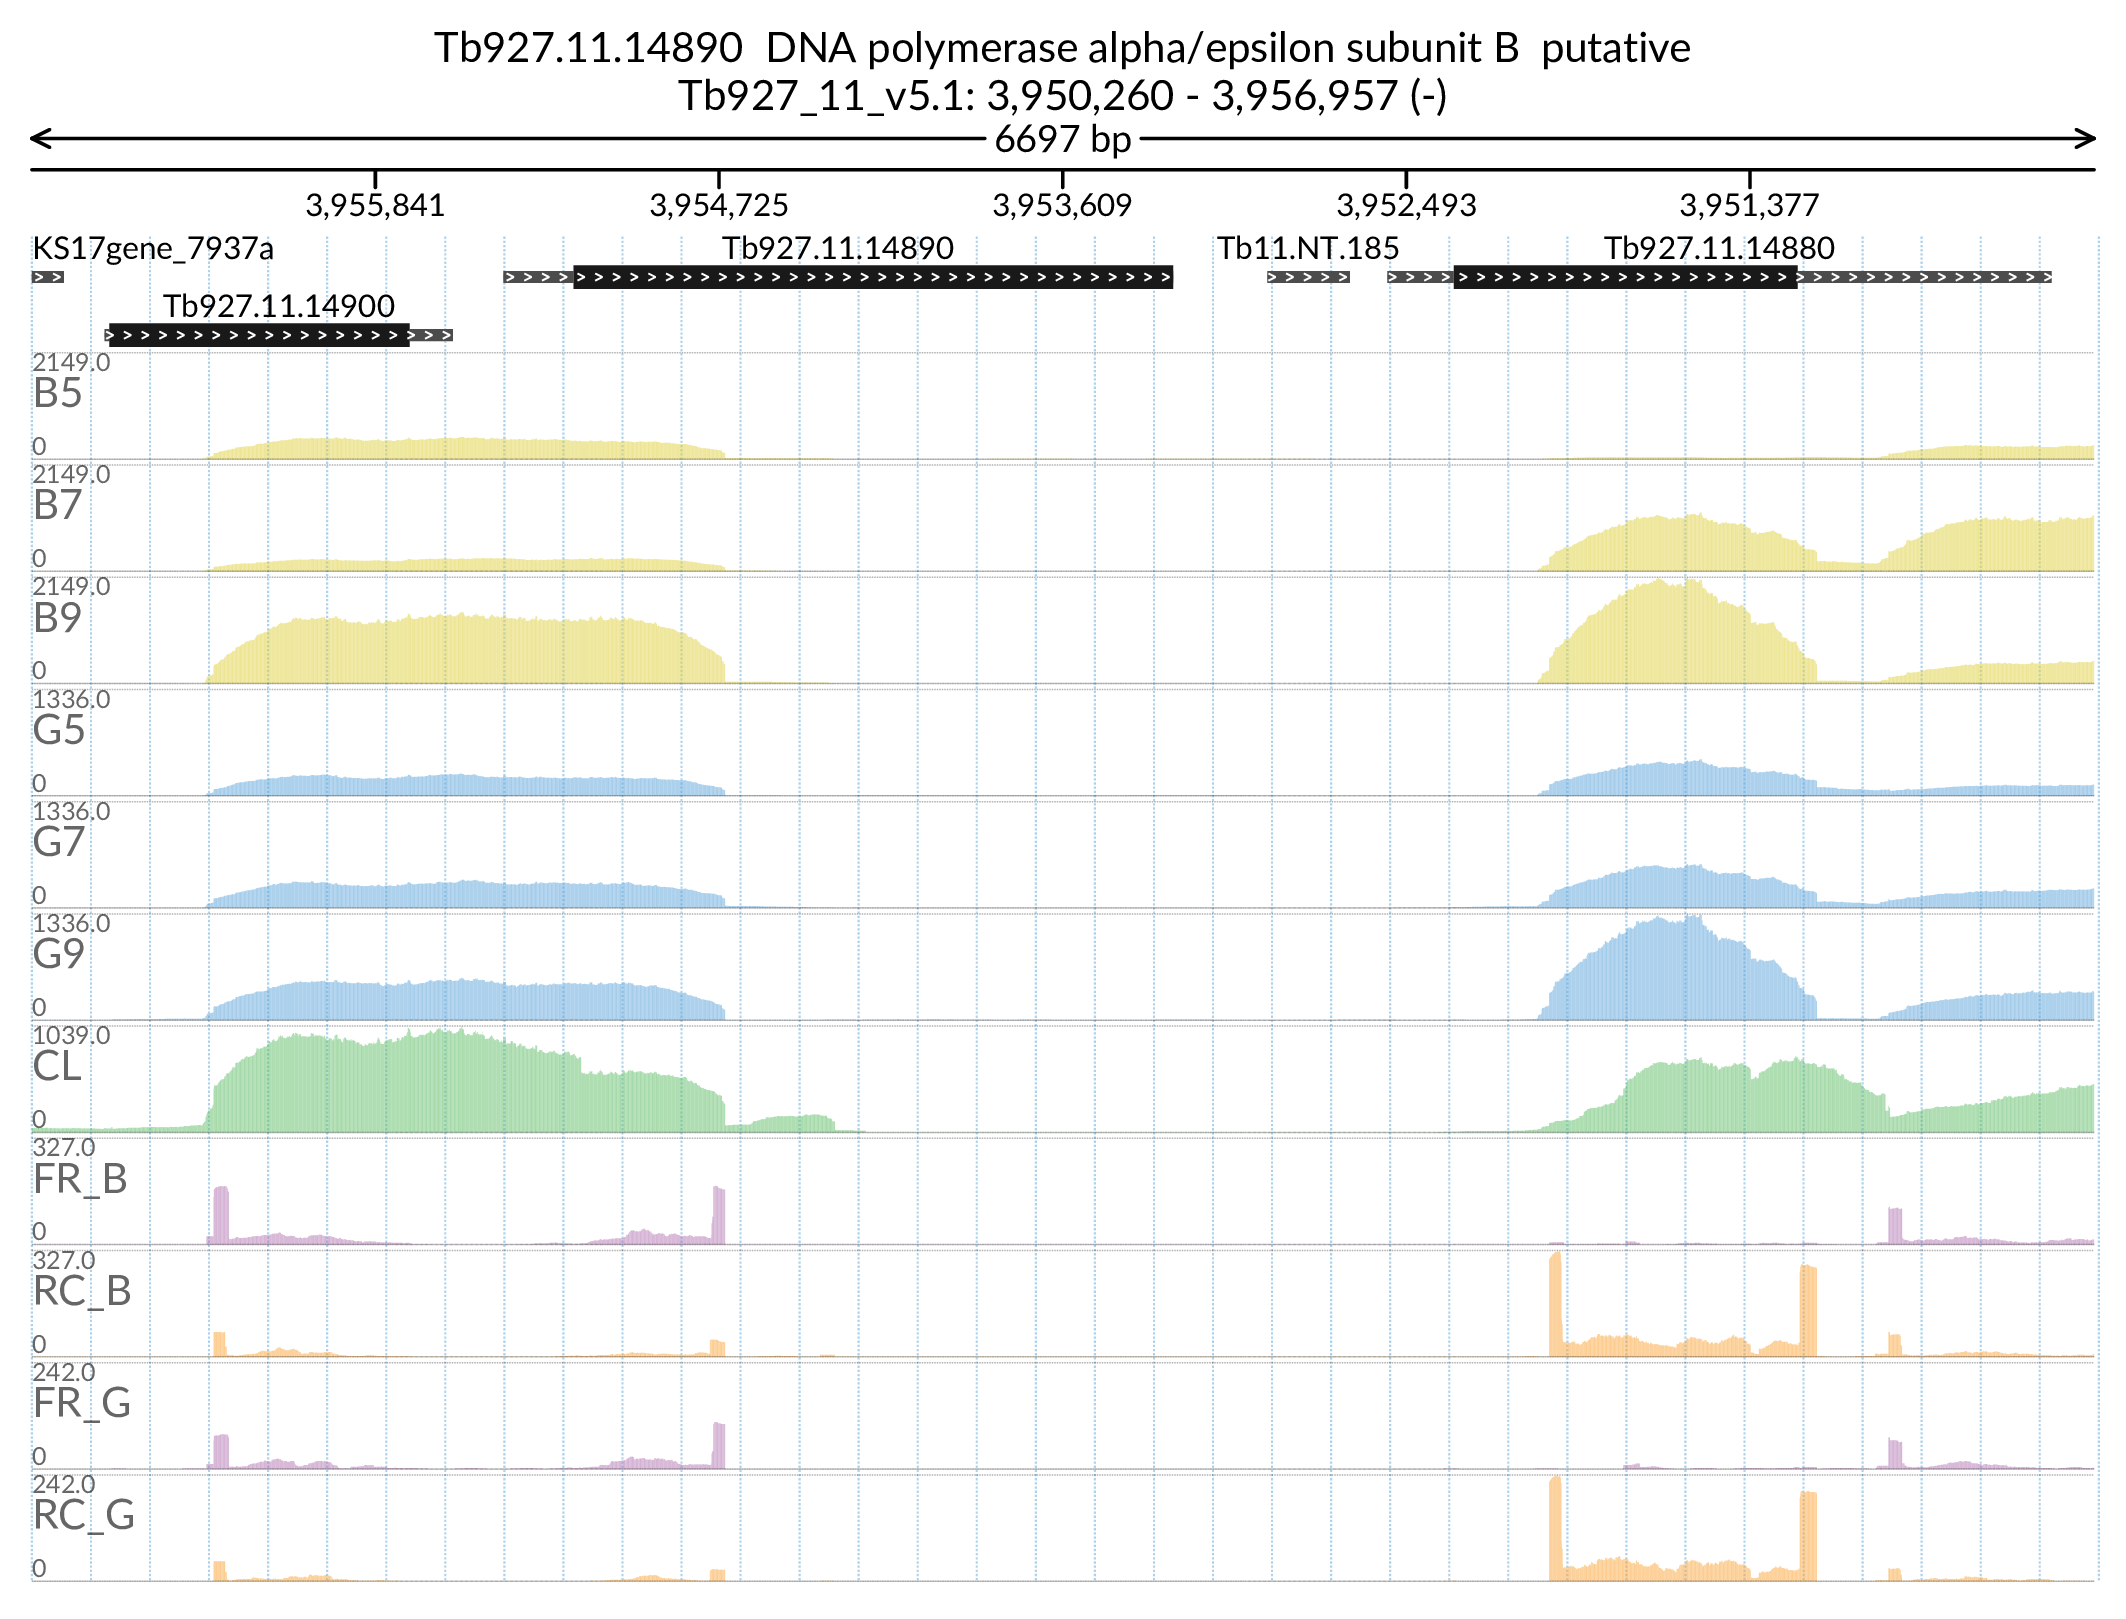 Tb927.11.14890  DNA polymerase alpha/epsilon subunit B  putative
Tb927_11_v5.1: 3,950,260 - 3,956,957 (-)
6697 bp
3,955,841 3,954,725 3,953,609 3,952,493 3,951,377
KS17gene_7937a Tb927.11.14890 Tb11.NT.185 Tb927.11.14880
Tb927.11.14900
2149.0
B5
0
2149.0
B7
0
2149.0
B9
0
1336.0
G5
0
1336.0
G7
0
1336.0
G9
0
1039.0
CL
0
327.0
FR_B
0
327.0
RC_B
0
242.0
FR_G
0
242.0
RC_G
0